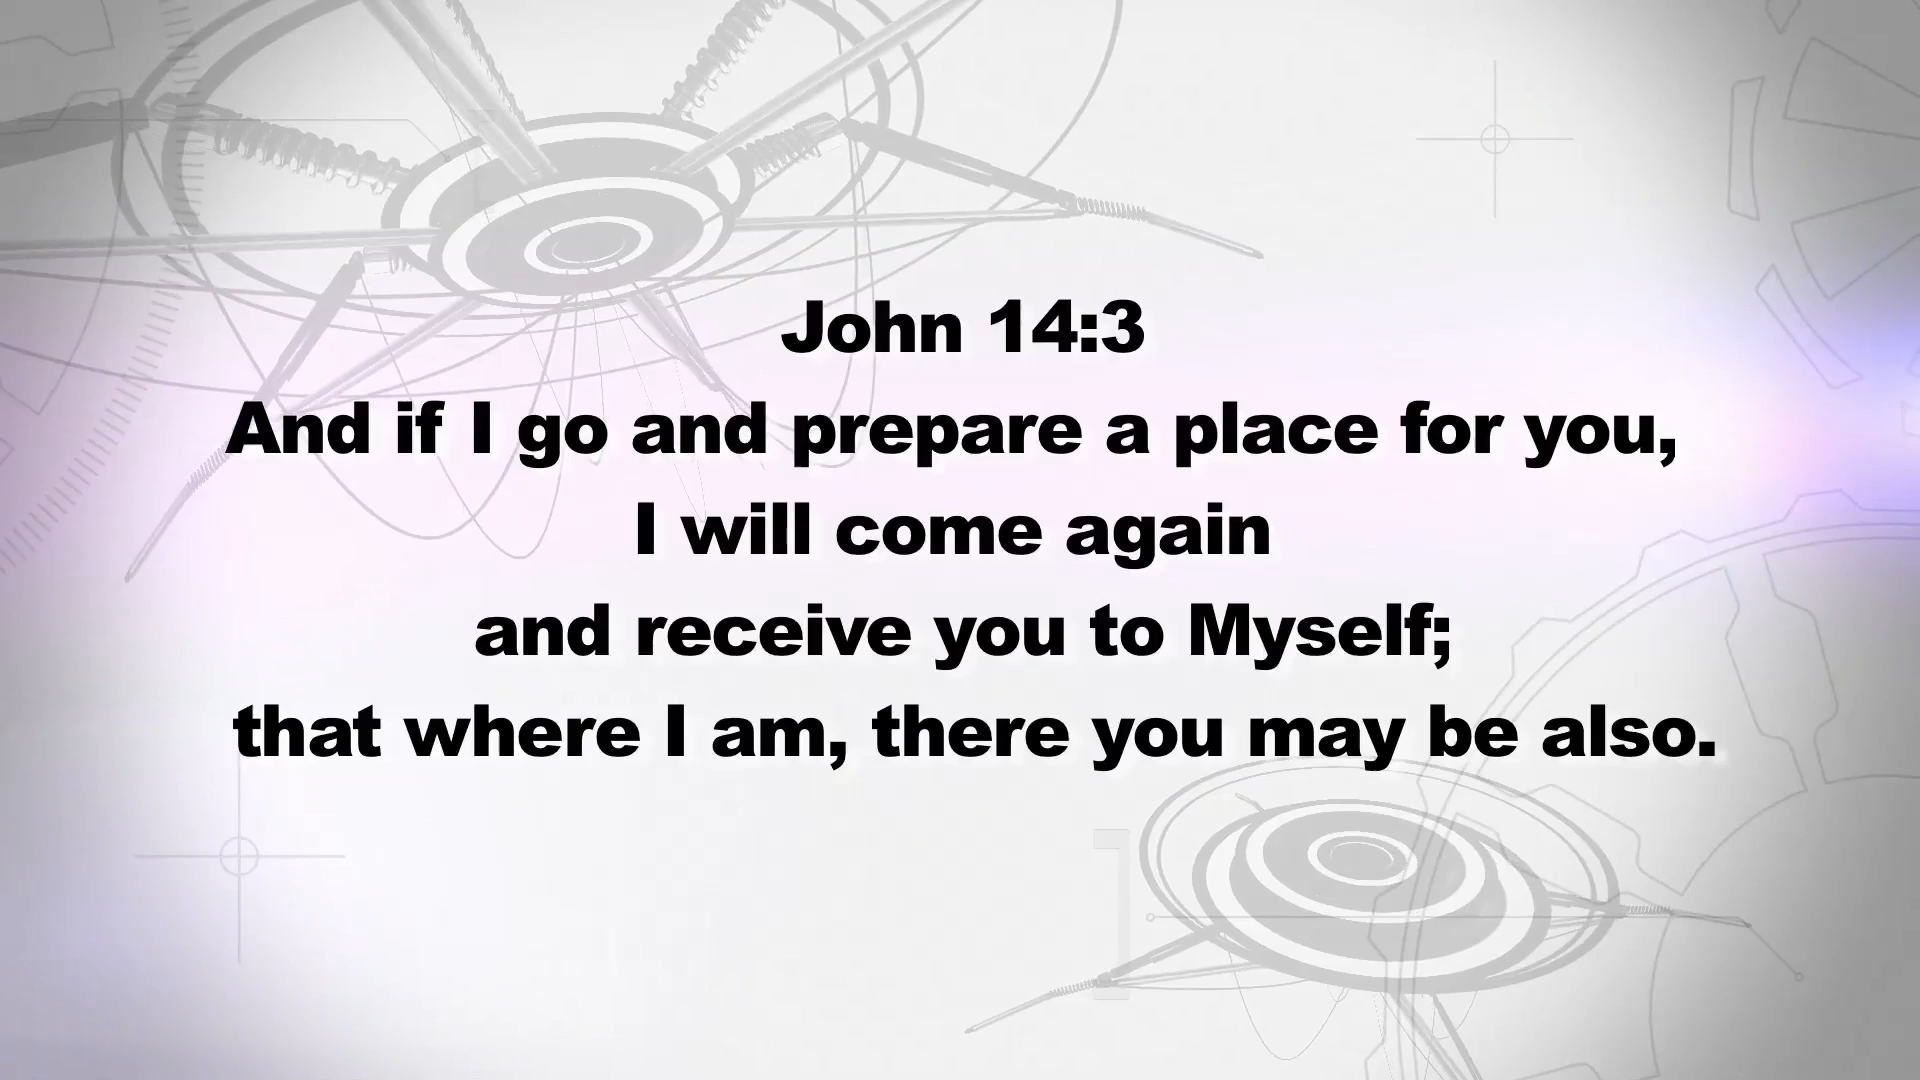 John 14:3
And if I go and prepare a place for you,
I will come again
and receive you to Myself;
that where I am, there you may be also.